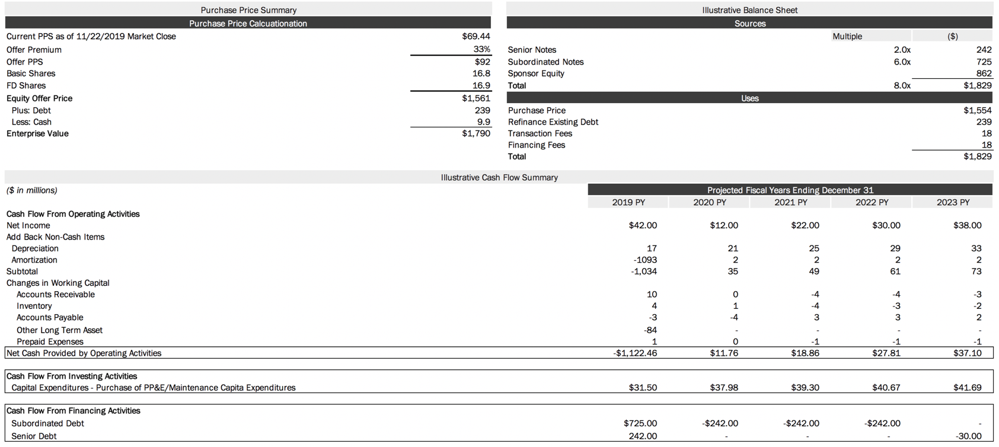 Purchase Price Summary
Purchase Price Calcuationation
Current PPS as of 11/22/2019 Market Close $69.44
Offer Premium 33%
Offer PPS $92
Basic Shares 16.8
FD Shares 16.9
Equity Offer Price $1,561
Plus: Debt 239
Less: Cash 9.9
Enterprise Value $1,790
Illustrative Balance Sheet
Sources
Multiple ($)
Senior Notes 2.0x 242
Subordinated Notes 6.0x 725
Sponsor Equity 862
Total 8.0x $1,829
Uses
Purchase Price $1,554
Refinance Existing Debt 239
Transaction Fees 18
Financing Fees 18
Total $1,829
Illustrative Cash Flow Summary
($ in millions) Projected Fiscal Years Ending December 31
2019 PY 2020 PY 2021 PY 2022 PY 2023 PY
Cash Flow From Operating Activities
Net Income $42.00 $12.00 $22.00 $30.00 $38.00
Add Back Non-Cash Items
Depreciation 17 21 25 29 33
Amortization -1093 2 2 2 2
Subtotal -1,034 35 49 61 73
Changes in Working Capital
Accounts Receivable 10 0 -4 -4 -3
Inventory 4 1 -4 -3 -2
Accounts Payable -3 -4 3 3 2
Other Long Term Asset -84 - - - -
Prepaid Expenses 1 0 -1 -1 -1
Net Cash Provided by Operating Activities -$1,122.46 $11.76 $18.86 $27.81 $37.10
Cash Flow From Investing Activities
Capital Expenditures - Purchase of PP&E/Maintenance Capita Expenditures $31.50 $37.98 $39.30 $40.67 $41.69
Cash Flow From Financing Activities
Subordinated Debt $725.00 -$242.00 -$242.00 -$242.00 -
Senior Debt 242.00 - - - -30.00